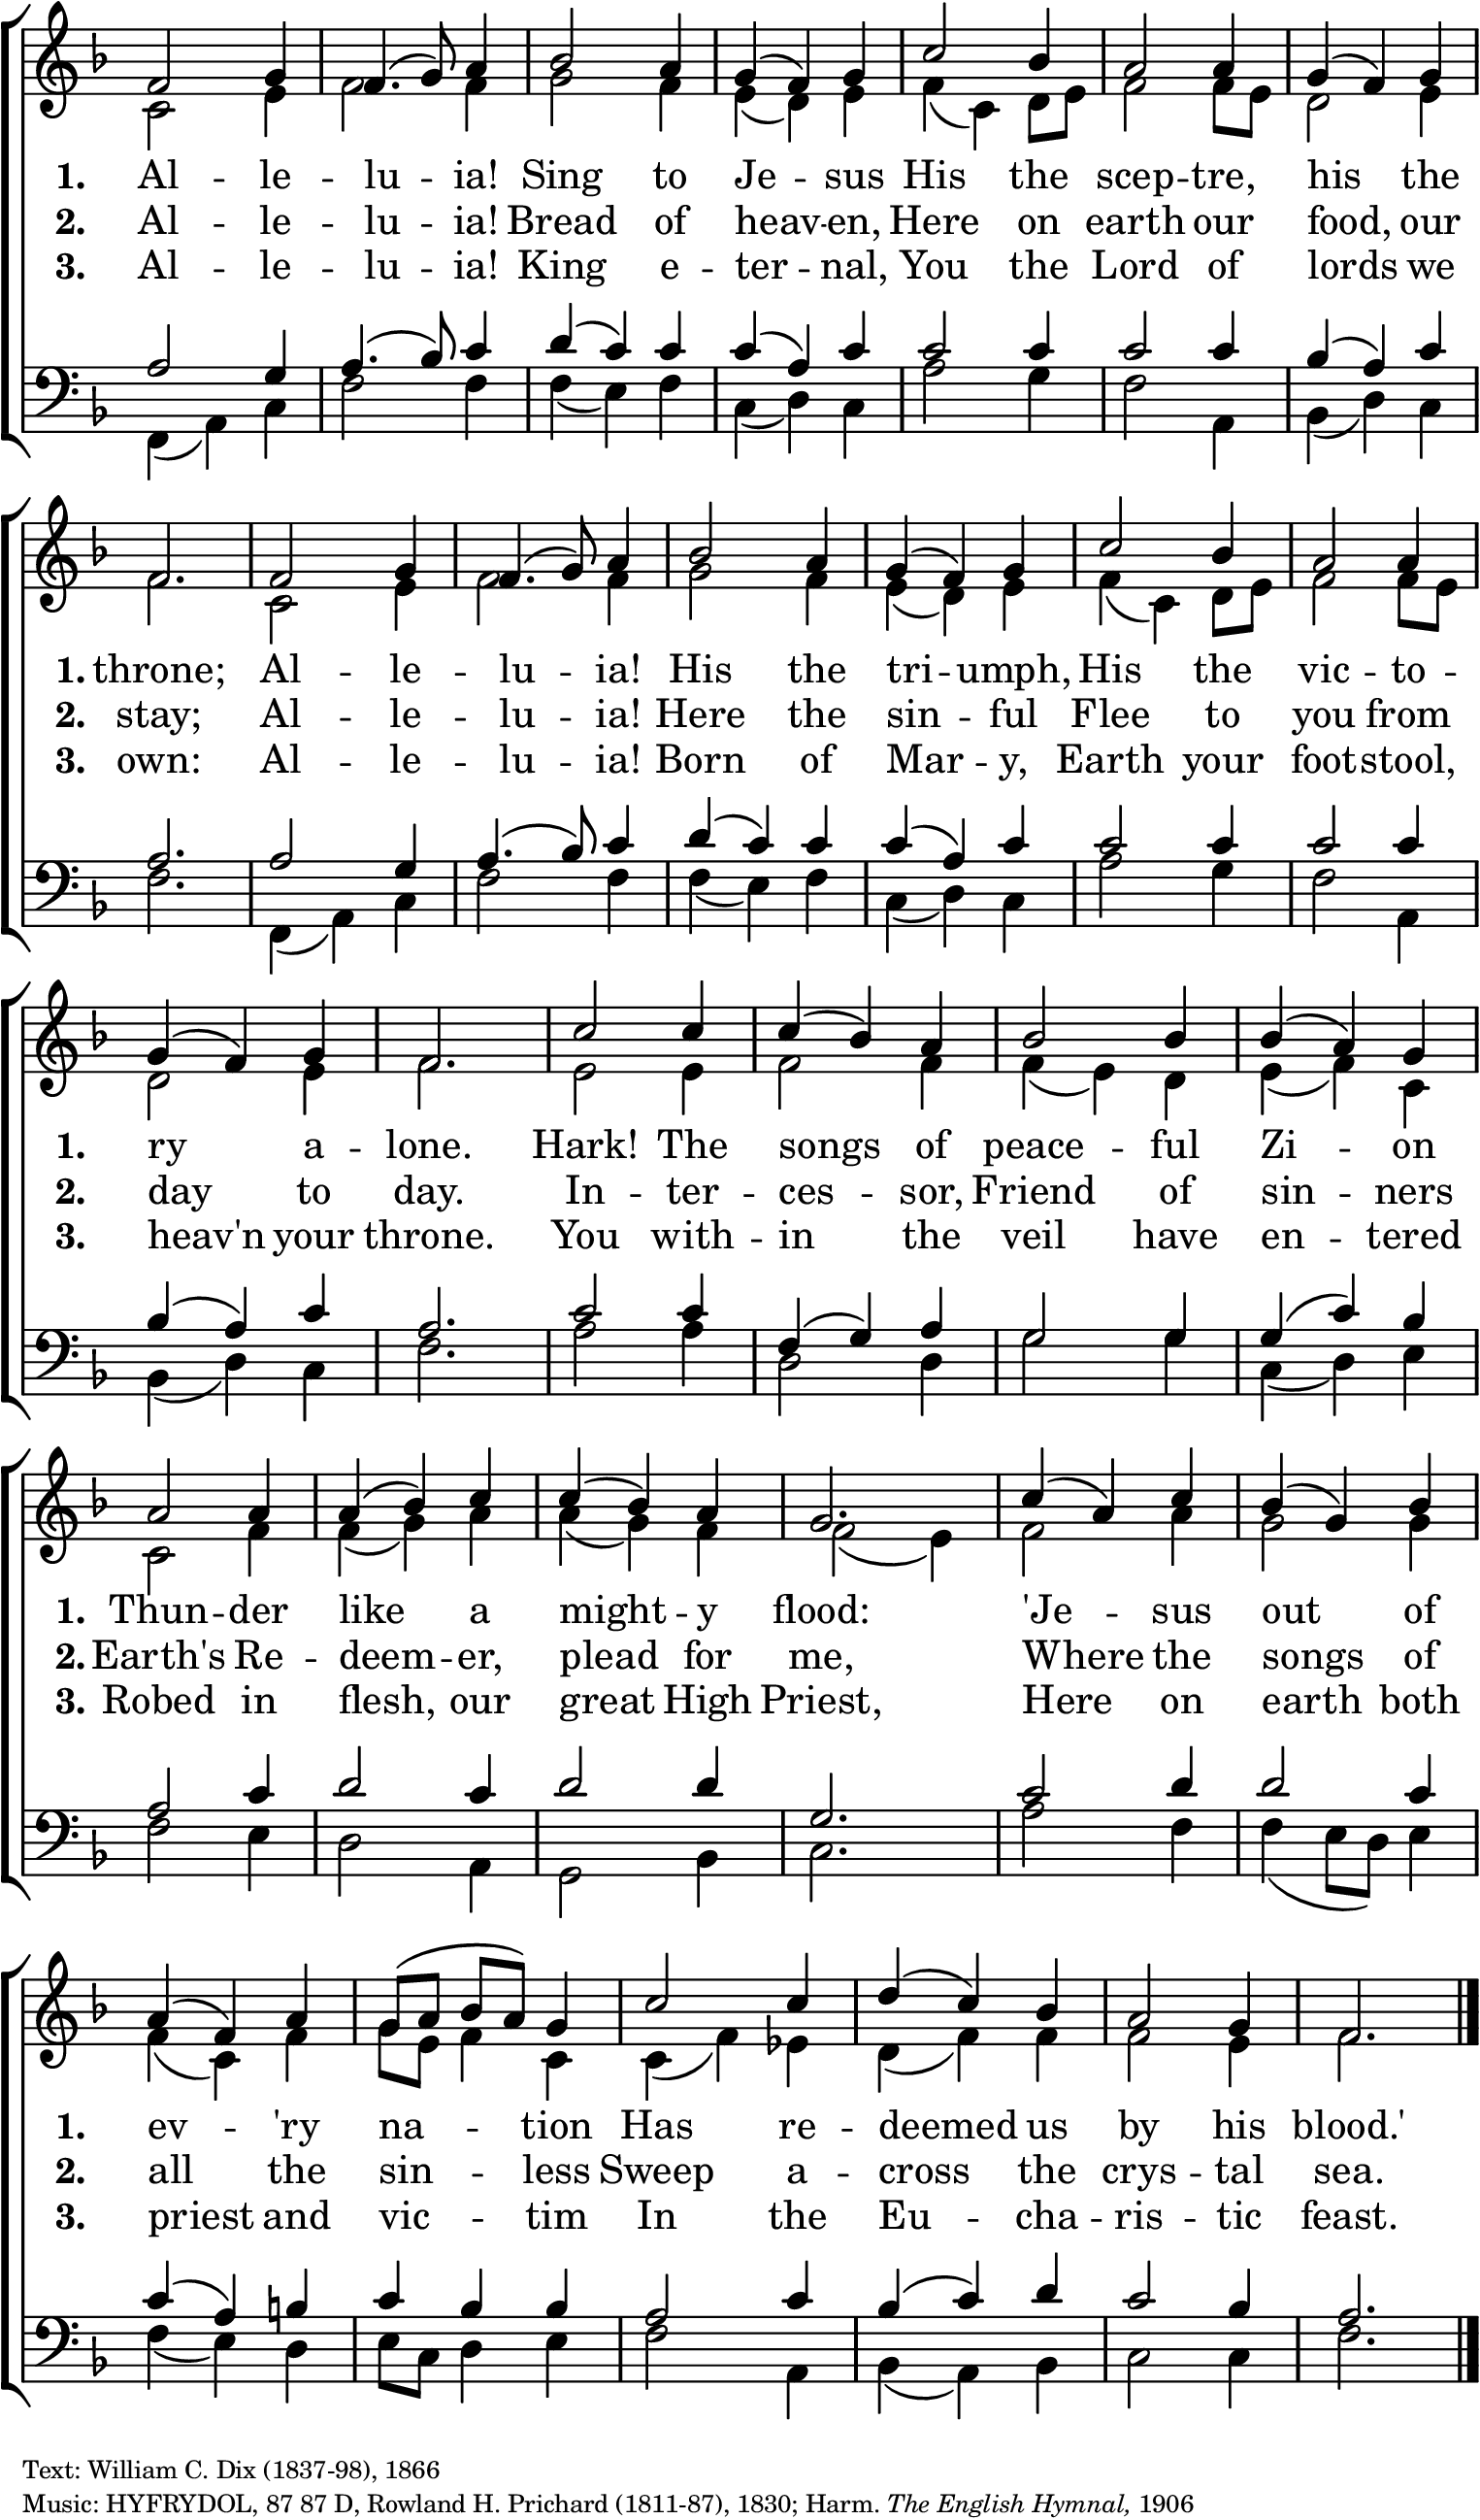 1. Al -- le -- lu -- ia! Sing to Je -- sus His the scep -- tre, his the
2. Al -- le -- lu -- ia! Bread of heav -- en, Here on earth our food, our
3. Al -- le -- lu -- ia! King e -- ter -- nal, You the Lord of lords we
1. throne; Al -- le -- lu -- ia! His the tri -- umph, His the vic -- to --
2. stay; Al -- le -- lu -- ia! Here the sin -- ful Flee to you from
3. own: Al -- le -- lu -- ia! Born of Mar -- y, Earth your foot -- stool,
1. ry a -- lone. Hark! The songs of peace -- ful Zi -- on
2. day to day. In -- ter -- ces -- sor, Friend of sin -- ners
3. heav'n your throne. You with -- in the veil have en -- tered
1. Thun -- der like a might -- y flood: 'Je -- sus out of
2. Earth's Re -- deem -- er, plead for me, Where the songs of
3. Robed in flesh, our great High Priest, Here on earth both
1. ev -- 'ry na -- tion Has re -- deemed us by his blood.'
2. all the sin -- less Sweep a -- cross the crys -- tal sea.
3. priest and vic -- tim In the Eu -- cha -- ris -- tic feast.
Text: William C. Dix (1837-98), 1866
Music: HYFRYDOL, 87 87 D, Rowland H. Prichard (1811-87), 1830; Harm. The English Hymnal, 1906